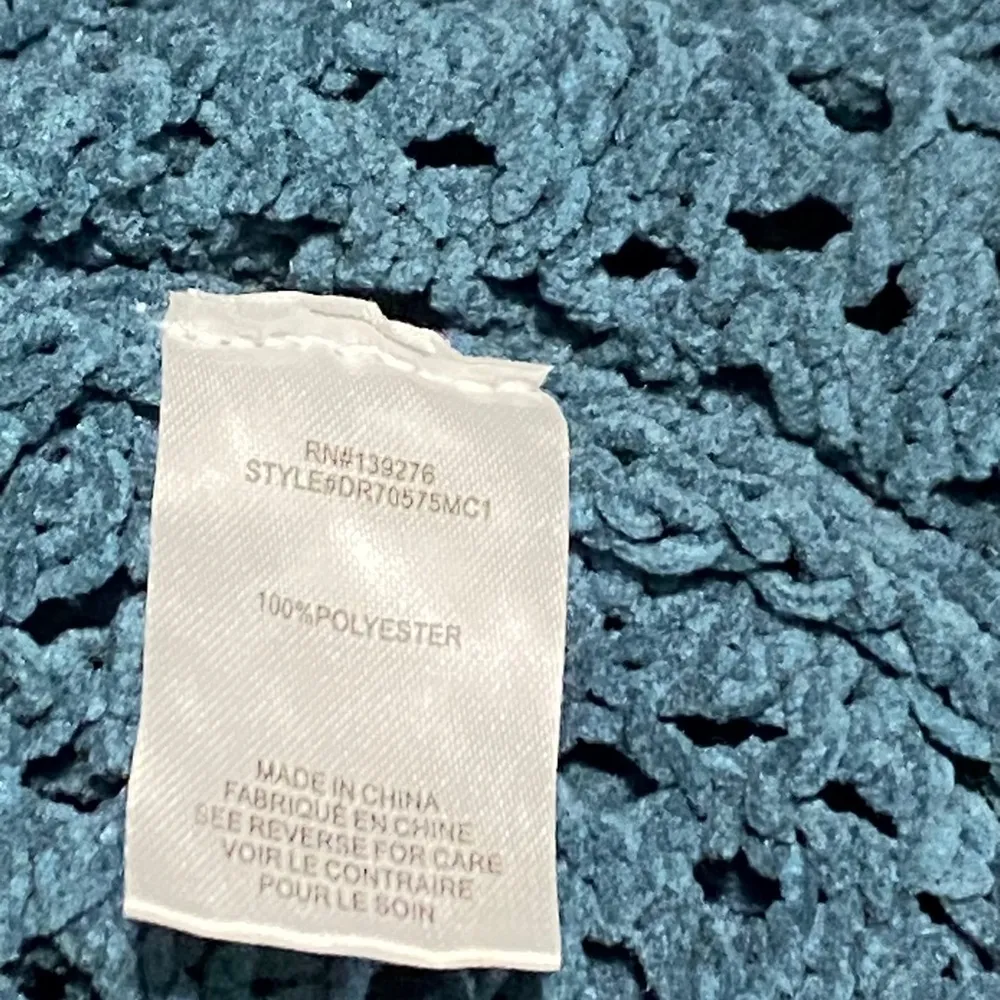 RN#139276
STYLE#DR70575MC1
100%POLYESTER
MADE IN CHINA
FABRIQUÉ EN CHINE
SEE REVERSE FOR CARE
VOIR LE CONTRAIRE
POUR LE SOIN